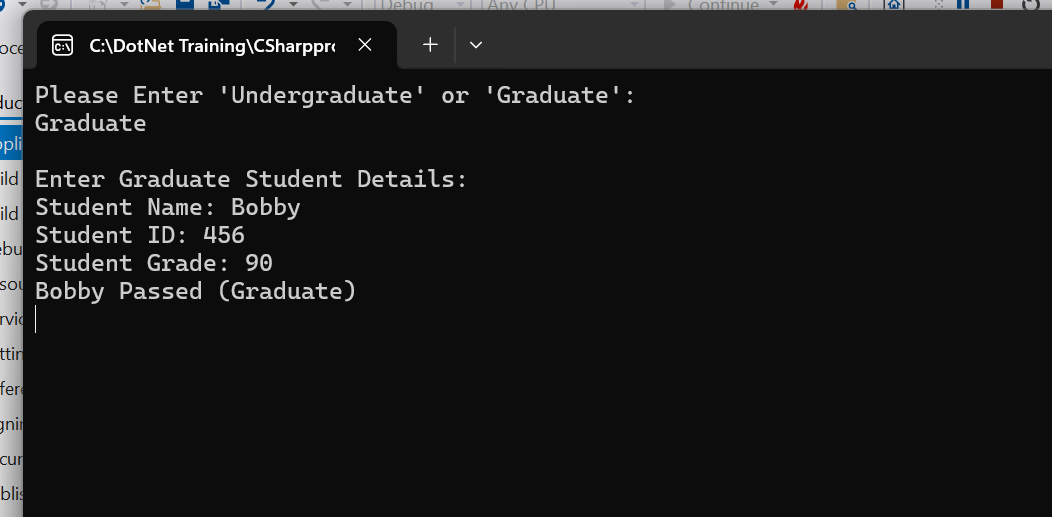 Debug
Any CPU
Continue
C:\DotNet Training\CSharppr
Please Enter 'Undergraduate' or 'Graduate':
Graduate
Enter Graduate Student Details:
Student Name: Bobby
Student ID: 456
Student Grade: 90
Bobby Passed (Graduate)